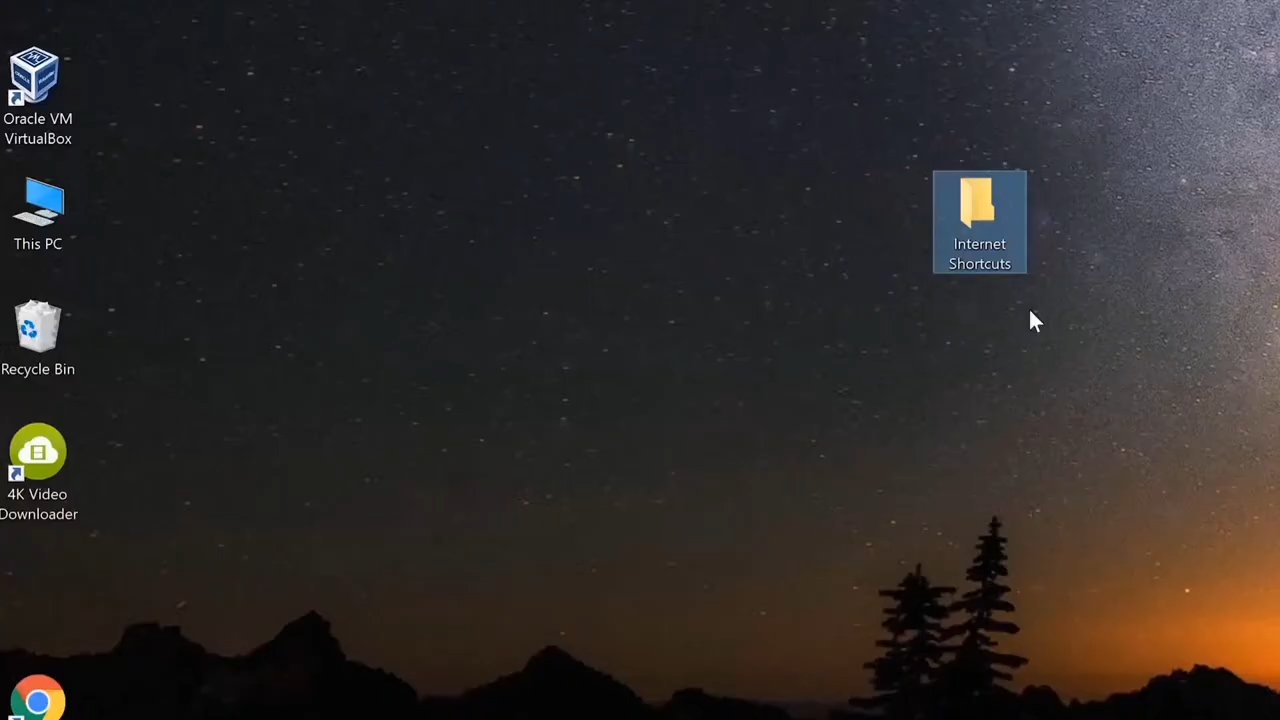 Oracle VM
VirtualBox
This PC
Recycle Bin
4K Video
Downloader
Internet
Shortcuts